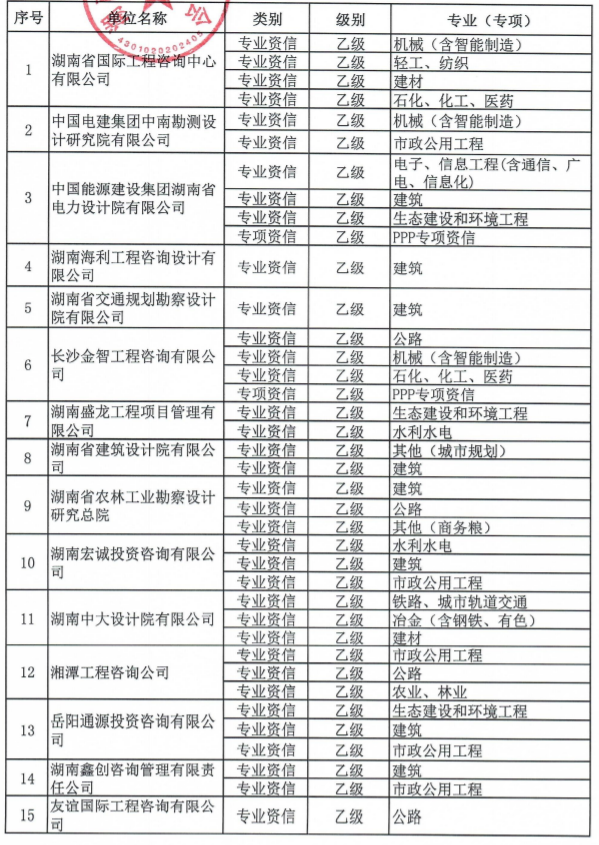 序号 单位名称 类别 级别 专业（专项）
4301020202405
1 湖南省国际工程咨询中心有限公司 专业资信 乙级 机械（含智能制造）
专业资信 乙级 轻工、纺织
专业资信 乙级 建材
专业资信 乙级 石化、化工、医药
2 中国电建集团中南勘测设计研究院有限公司 专业资信 乙级 机械（含智能制造）
专业资信 乙级 市政公用工程
3 中国能源建设集团湖南省电力设计院有限公司 专业资信 乙级 电子、信息工程(含通信、广电、信息化)
专业资信 乙级 建筑
专业资信 乙级 生态建设和环境工程
专项资信 乙级 PPP专项资信
4 湖南海利工程咨询设计有限公司 专业资信 乙级 建筑
5 湖南省交通规划勘察设计院有限公司 专业资信 乙级 建筑
6 长沙金智工程咨询有限公司 专业资信 乙级 公路
专业资信 乙级 机械（含智能制造）
专业资信 乙级 石化、化工、医药
专项资信 乙级 PPP专项资信
7 湖南盛龙工程项目管理有限公司 专业资信 乙级 生态建设和环境工程
专业资信 乙级 水利水电
8 湖南省建筑设计院有限公司 专业资信 乙级 其他（城市规划）
专业资信 乙级 建筑
9 湖南省农林工业勘察设计研究总院 专业资信 乙级 建筑
专业资信 乙级 公路
专业资信 乙级 其他（商务粮）
10 湖南宏诚投资咨询有限公司 专业资信 乙级 水利水电
专业资信 乙级 建筑
专业资信 乙级 市政公用工程
11 湖南中大设计院有限公司 专业资信 乙级 铁路、城市轨道交通
专业资信 乙级 冶金（含钢铁、有色）
专业资信 乙级 建材
12 湘潭工程咨询公司 专业资信 乙级 市政公用工程
专业资信 乙级 公路
专业资信 乙级 农业、林业
13 岳阳通源投资咨询有限公司 专业资信 乙级 生态建设和环境工程
专业资信 乙级 建筑
专业资信 乙级 市政公用工程
14 湖南鑫创咨询管理有限责任公司 专业资信 乙级 建筑
专业资信 乙级 市政公用工程
15 友谊国际工程咨询有限公司 专业资信 乙级 公路